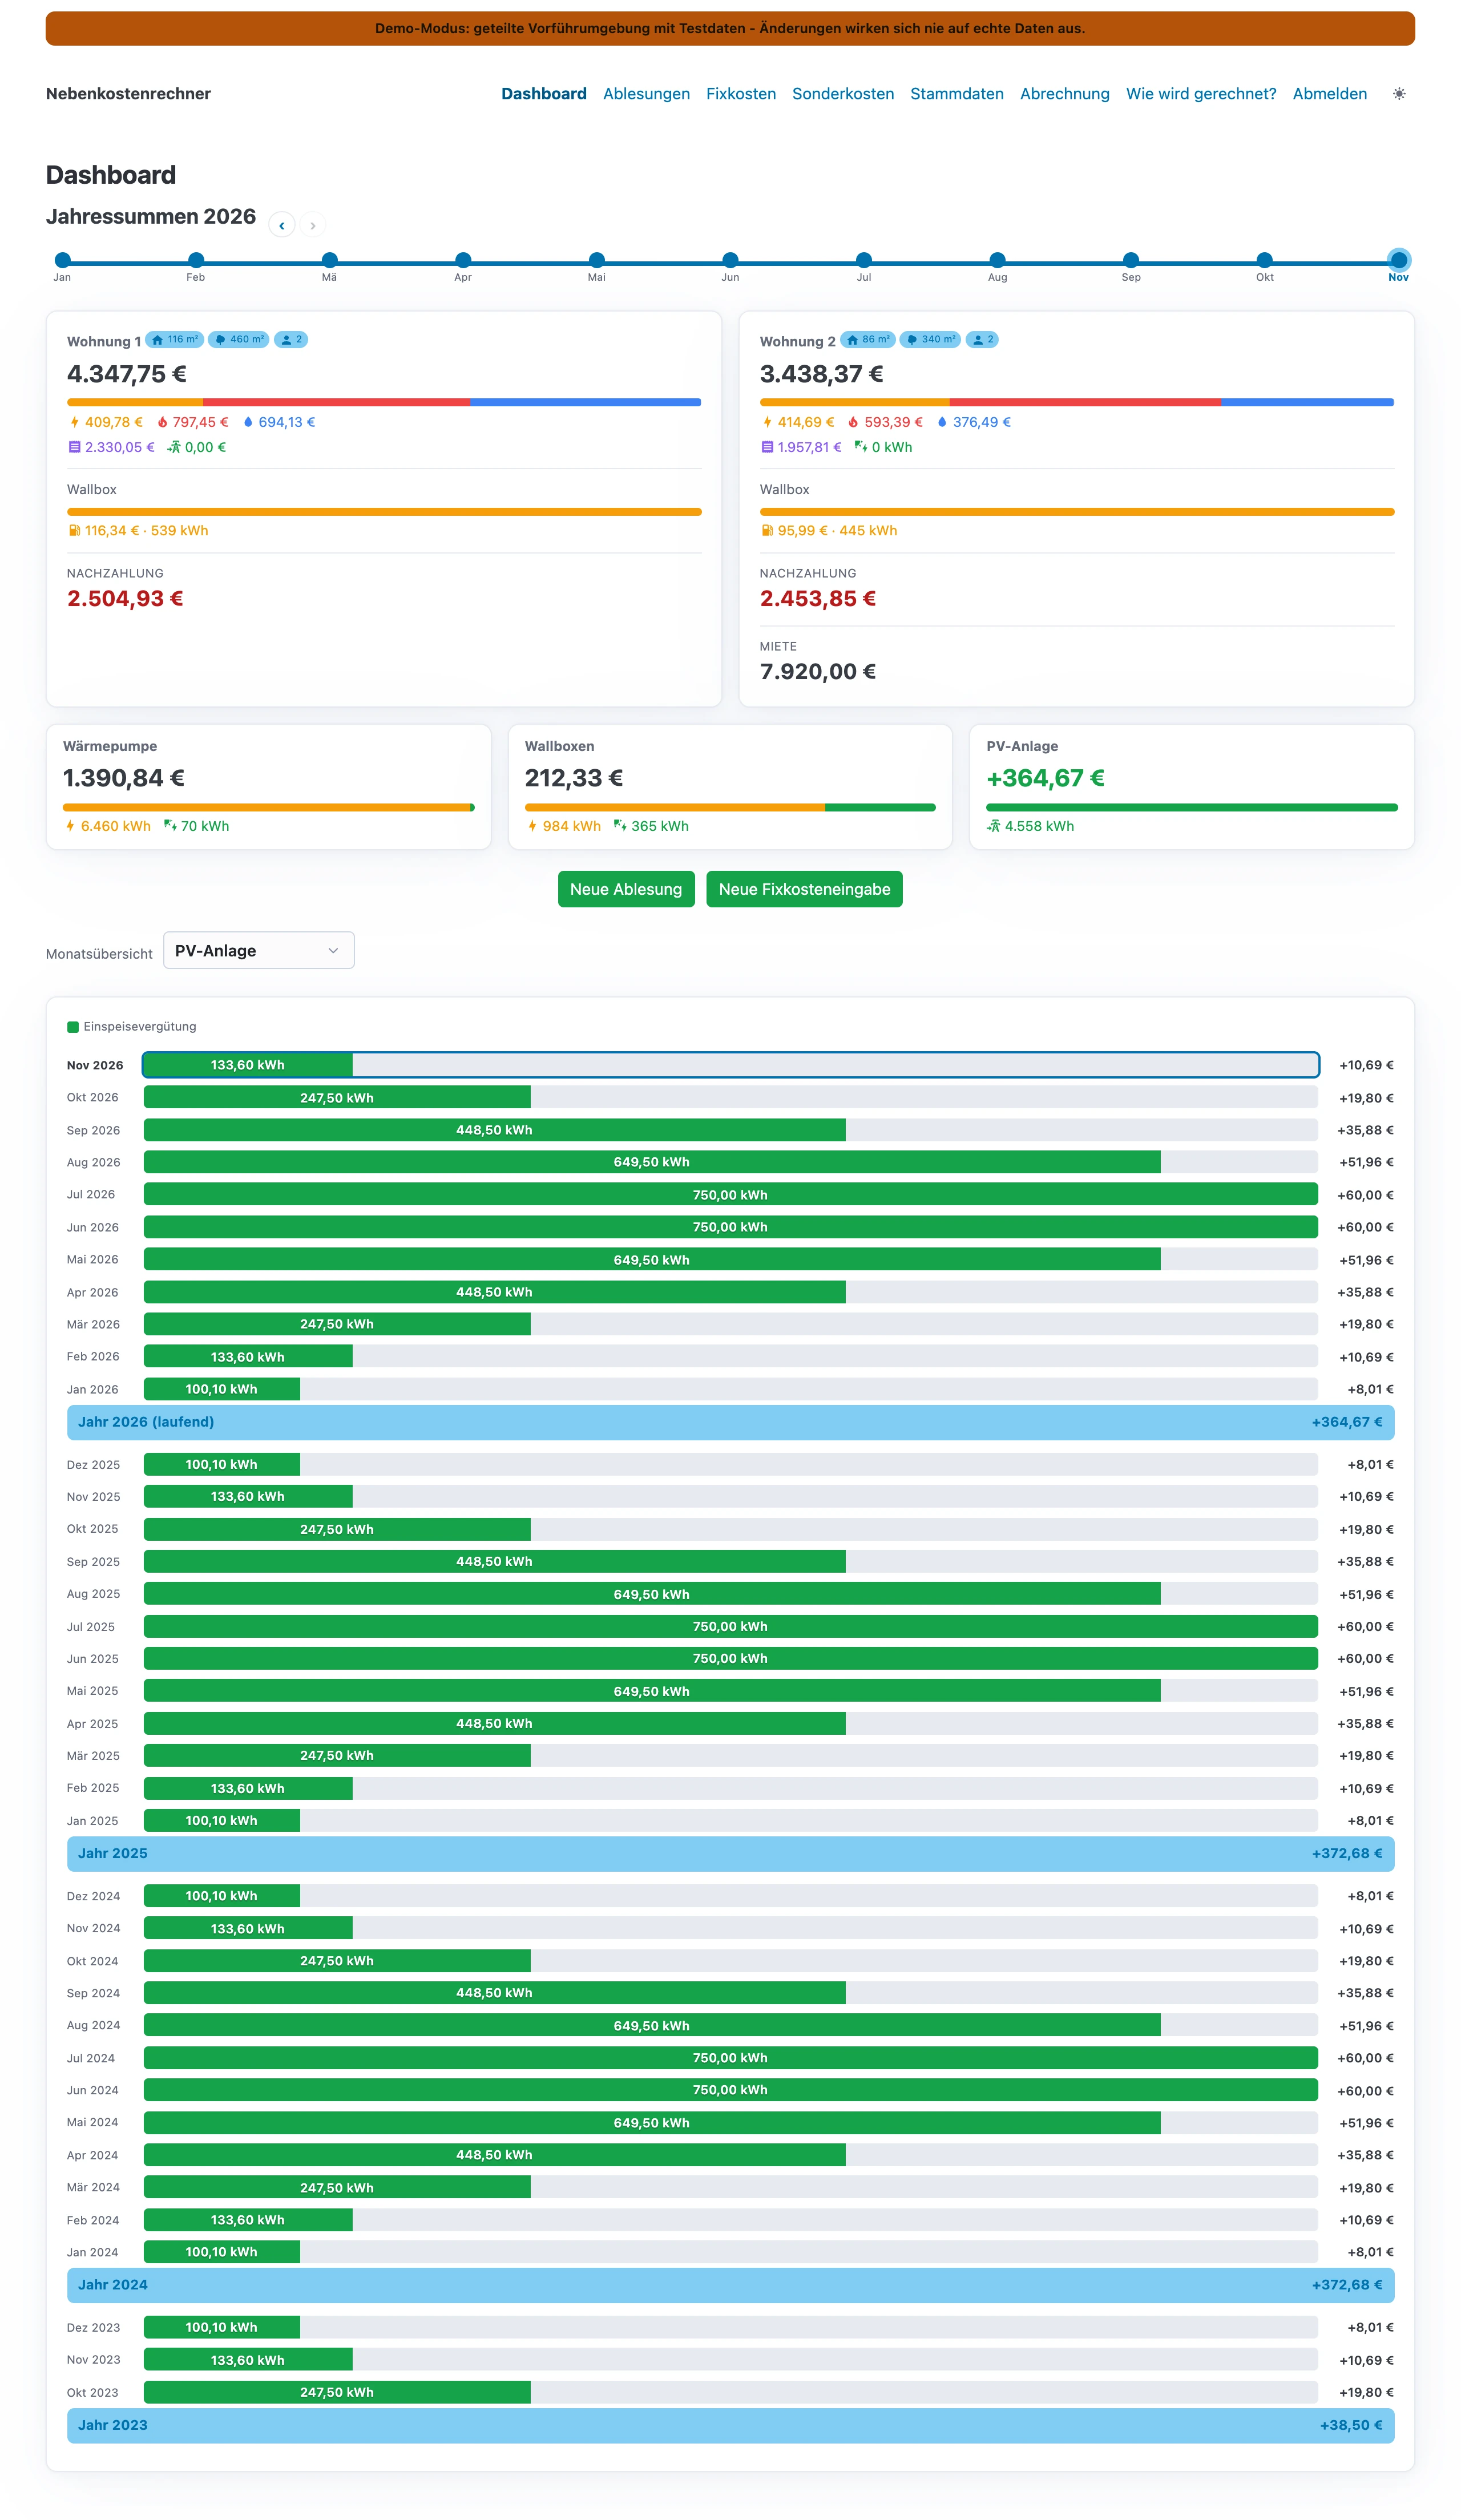 Demo-Modus: geteilte Vorführumgebung mit Testdaten - Änderungen wirken sich nie auf echte Daten aus.
Nebenkostenrechner
Dashboard Ablesungen Fixkosten Sonderkosten Stammdaten Abrechnung Wie wird gerechnet? Abmelden
Dashboard
Jahressummen 2026 ‹ ›
Jan Feb Mä Apr Mai Jun Jul Aug Sep Okt Nov
Wohnung 1 116 m² 460 m² 2
4.347,75 €
409,78 € 797,45 € 694,13 €
2.330,05 € 0,00 €
Wallbox
116,34 € · 539 kWh
NACHZAHLUNG
2.504,93 €
Wohnung 2 86 m² 340 m² 2
3.438,37 €
414,69 € 593,39 € 376,49 €
1.957,81 € 0 kWh
Wallbox
95,99 € · 445 kWh
NACHZAHLUNG
2.453,85 €
MIETE
7.920,00 €
Wärmepumpe
1.390,84 €
6.460 kWh 70 kWh
Wallboxen
212,33 €
984 kWh 365 kWh
PV-Anlage
+364,67 €
4.558 kWh
Neue Ablesung Neue Fixkosteneingabe
Monatsübersicht PV-Anlage
Einspeisevergütung
Nov 2026 133,60 kWh +10,69 €
Okt 2026 247,50 kWh +19,80 €
Sep 2026 448,50 kWh +35,88 €
Aug 2026 649,50 kWh +51,96 €
Jul 2026 750,00 kWh +60,00 €
Jun 2026 750,00 kWh +60,00 €
Mai 2026 649,50 kWh +51,96 €
Apr 2026 448,50 kWh +35,88 €
Mär 2026 247,50 kWh +19,80 €
Feb 2026 133,60 kWh +10,69 €
Jan 2026 100,10 kWh +8,01 €
Jahr 2026 (laufend) +364,67 €
Dez 2025 100,10 kWh +8,01 €
Nov 2025 133,60 kWh +10,69 €
Okt 2025 247,50 kWh +19,80 €
Sep 2025 448,50 kWh +35,88 €
Aug 2025 649,50 kWh +51,96 €
Jul 2025 750,00 kWh +60,00 €
Jun 2025 750,00 kWh +60,00 €
Mai 2025 649,50 kWh +51,96 €
Apr 2025 448,50 kWh +35,88 €
Mär 2025 247,50 kWh +19,80 €
Feb 2025 133,60 kWh +10,69 €
Jan 2025 100,10 kWh +8,01 €
Jahr 2025 +372,68 €
Dez 2024 100,10 kWh +8,01 €
Nov 2024 133,60 kWh +10,69 €
Okt 2024 247,50 kWh +19,80 €
Sep 2024 448,50 kWh +35,88 €
Aug 2024 649,50 kWh +51,96 €
Jul 2024 750,00 kWh +60,00 €
Jun 2024 750,00 kWh +60,00 €
Mai 2024 649,50 kWh +51,96 €
Apr 2024 448,50 kWh +35,88 €
Mär 2024 247,50 kWh +19,80 €
Feb 2024 133,60 kWh +10,69 €
Jan 2024 100,10 kWh +8,01 €
Jahr 2024 +372,68 €
Dez 2023 100,10 kWh +8,01 €
Nov 2023 133,60 kWh +10,69 €
Okt 2023 247,50 kWh +19,80 €
Jahr 2023 +38,50 €